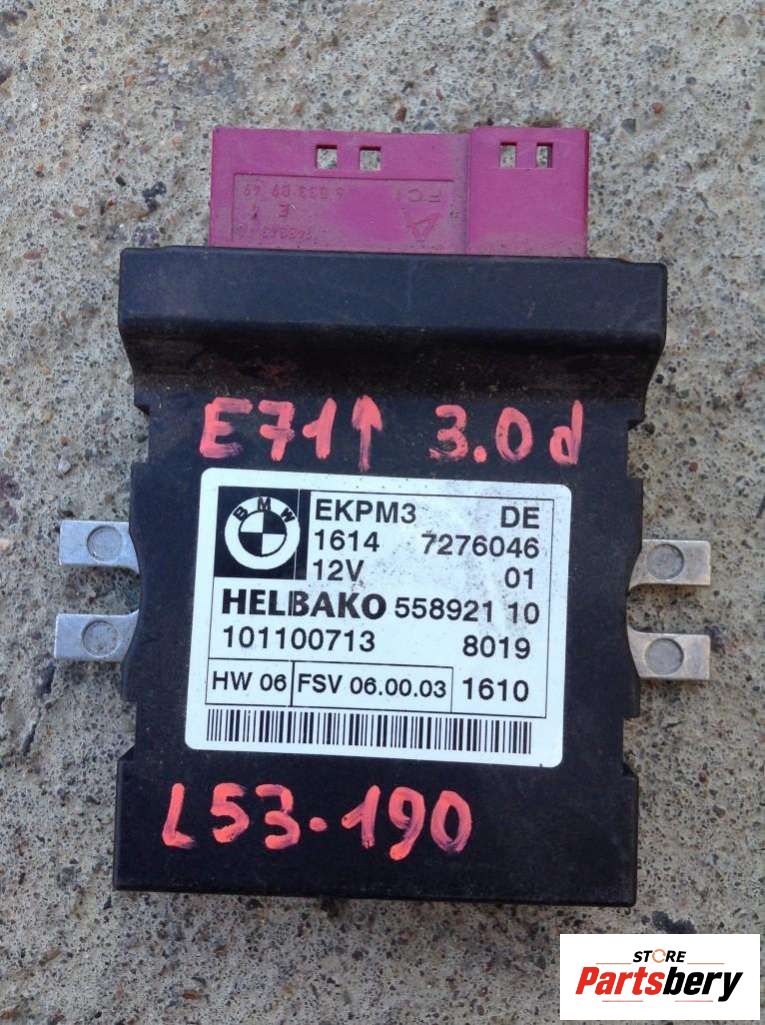 FCI
E71↑ 3.0d
BMW
EKPM3 DE
1614 7276046
12V 01
HELBAKO 558921 10
101100713 8019
HW 06 FSV 06.00.03 1610
L53-190
STORE
Partsbery